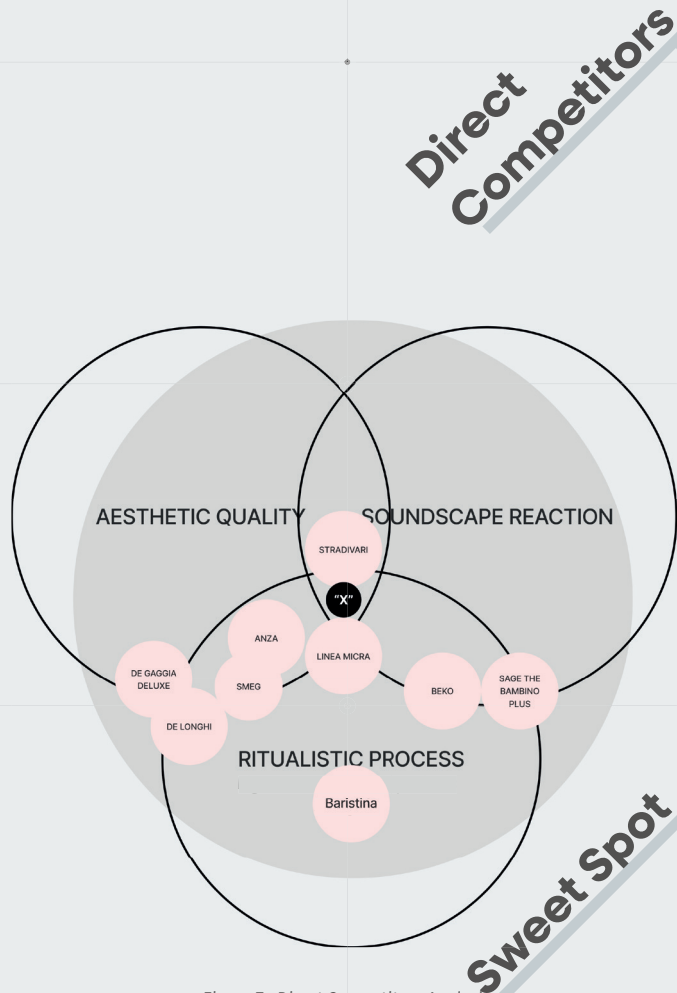 Direct
Competitors
AESTHETIC QUALITY
SOUNDSCAPE REACTION
STRADIVARI
"X"
ANZA
LINEA MICRA
DE GAGGIA
DELUXE
SMEG
BEKO
SAGE THE
BAMBINO
PLUS
DE LONGHI
RITUALISTIC PROCESS
Baristina
Sweet Spot